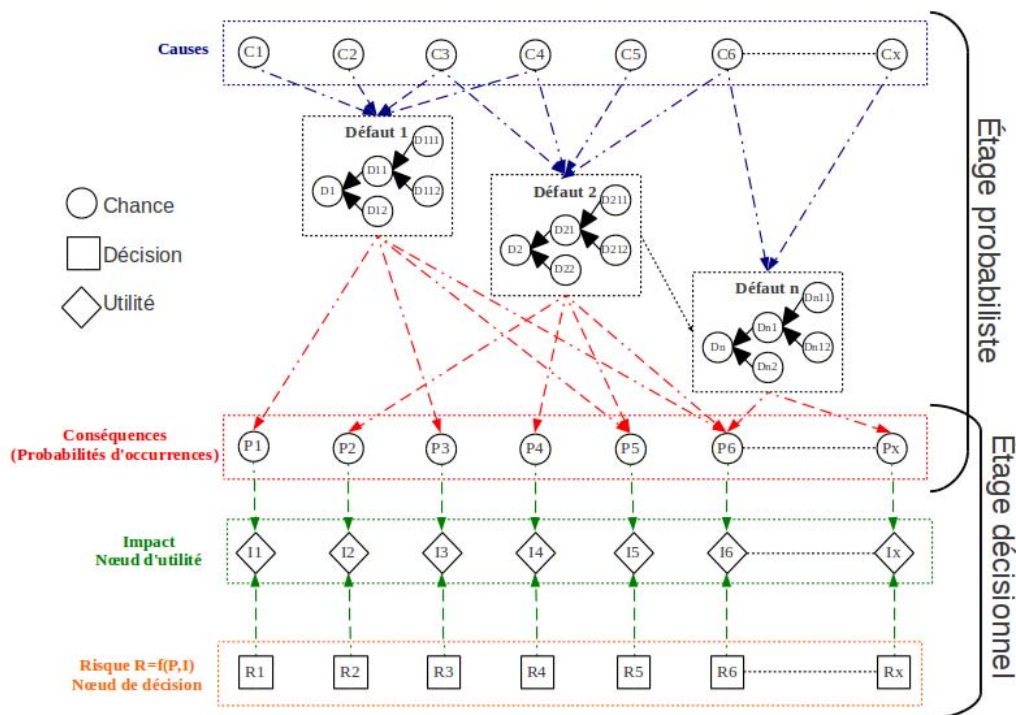 Causes
C1 C2 C3 C4 C5 C6 Cx
Étage probabiliste
Défaut 1
D111
D11
D1
D112
D12
Défaut 2
D211
D21
D2
D212
D22
Défaut n
Dn11
Dn1
Dn
Dn12
Dn2
Chance
Décision
Utilité
Conséquences
(Probabilités d'occurrences)
P1 P2 P3 P4 P5 P6 Px
Etage décisionnel
Impact
Nœud d'utilité
I1 I2 I3 I4 I5 I6 Ix
Risque R=f(P,I)
Nœud de décision
R1 R2 R3 R4 R5 R6 Rx